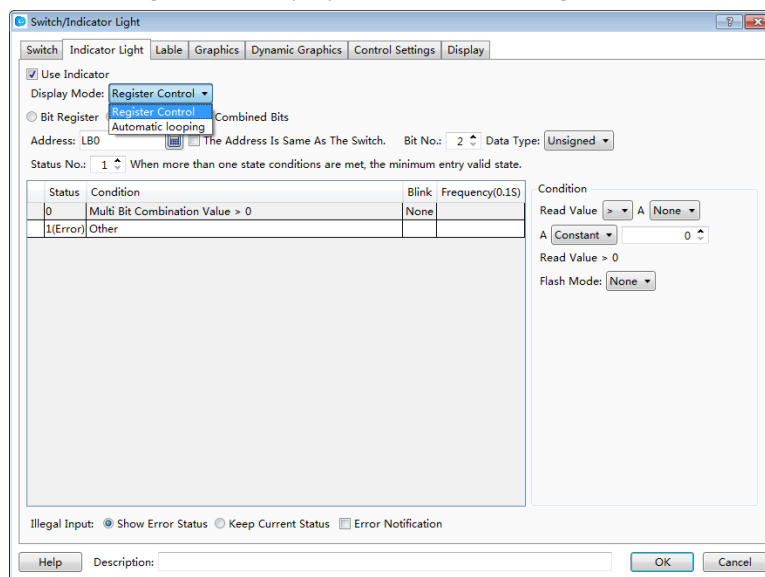 Switch/Indicator Light
Switch Indicator Light Lable Graphics Dynamic Graphics Control Settings Display
Use Indicator
Display Mode: Register Control
Register Control
Automatic looping
Bit Register Combined Bits
Address: LB0 The Address Is Same As The Switch. Bit No.: 2 Data Type: Unsigned
Status No.: 1 When more than one state conditions are met, the minimum entry valid state.
Status Condition Blink Frequency(0.1S)
0 Multi Bit Combination Value > 0 None
1(Error) Other
Condition
Read Value > A None
A Constant 0
Read Value > 0
Flash Mode: None
Illegal Input: Show Error Status Keep Current Status Error Notification
Help Description: OK Cancel